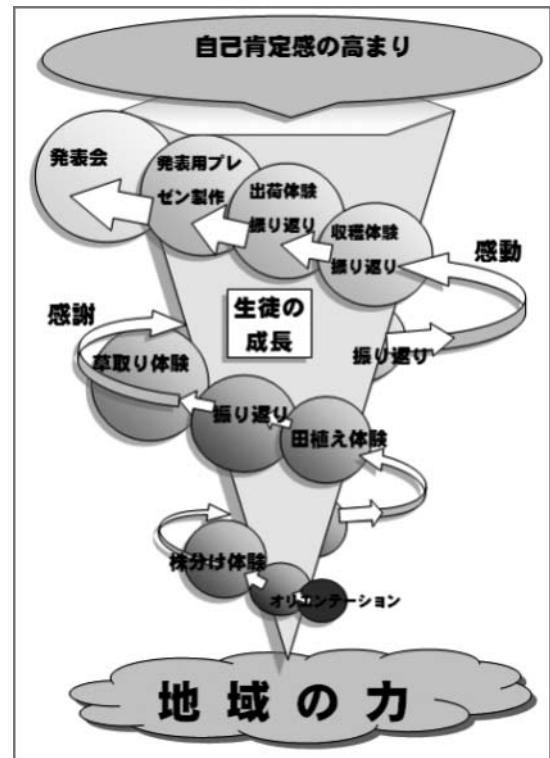 自己肯定感の高まり
発表会
発表用プレ
ゼン製作
出荷体験
振り返り
収穫体験
振り返り
感動
感謝
生徒の
成長
振り返り
草取り体験
振り返り
田植え体験
株分け体験
オリエンテーション
地域の力